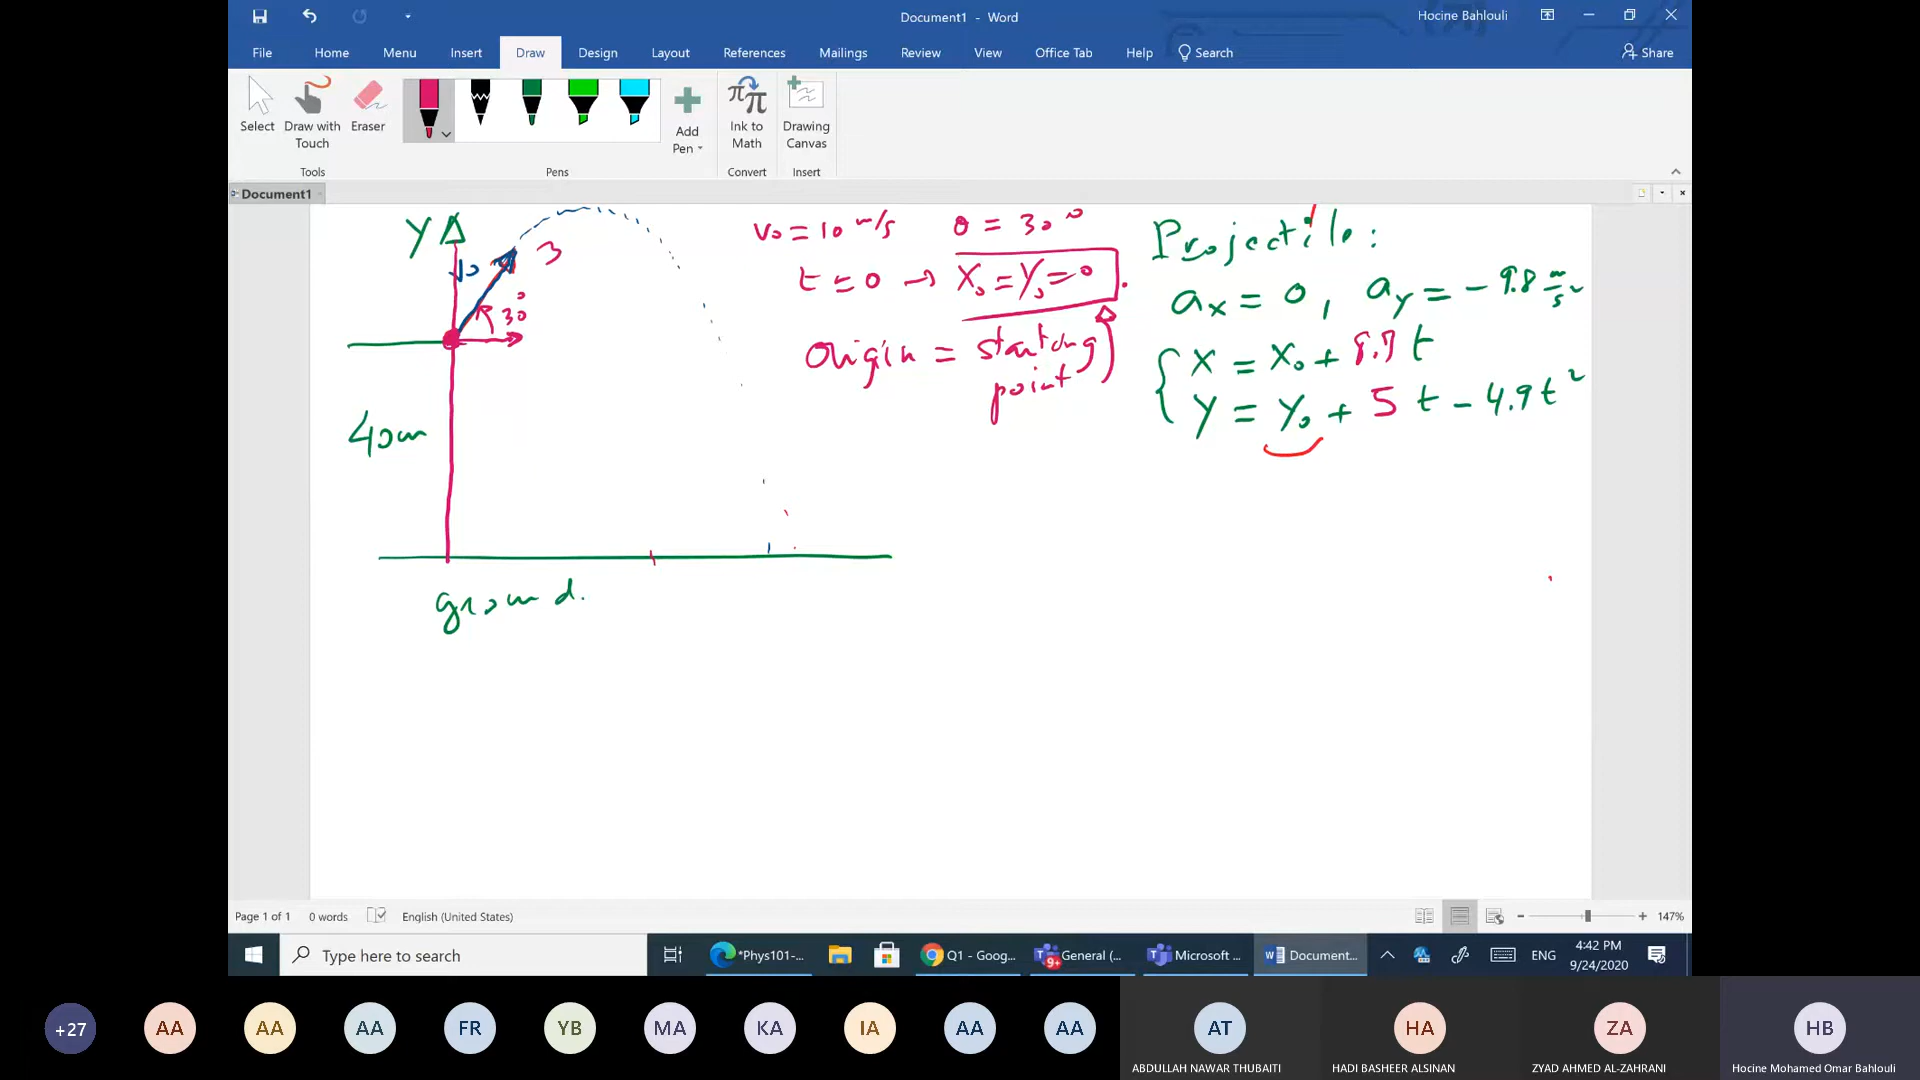 Document1 - Word
Hocine Bahlouli
File Home Menu Insert Draw Design Layout References Mailings Review View Office Tab Help Search Share
Select Draw with Touch Eraser Add Pen Ink to Math Drawing Canvas
Tools Pens Convert Insert
Document1
Y
v₀
30°
40m
ground.
v₀ = 10 m/s θ = 30°
t = 0 → X₀ = Y₀ = 0
Origin = starting
point
Projectile:
ax = 0, ay = - 9.8 m/s²
X = X₀ + 8.7 t
Y = Y₀ + 5 t - 4.9 t²
Page 1 of 1 0 words English (United States) 147%
Type here to search
*Phys101-... Q1 - Goog... General (... Microsoft ... Document...
9+
ENG
4:42 PM
9/24/2020
+27 AA AA AA FR YB MA KA IA AA AA AT HA ZA HB
ABDULLAH NAWAR THUBAITI HADI BASHEER ALSINAN ZYAD AHMED AL-ZAHRANI Hocine Mohamed Omar Bahlouli